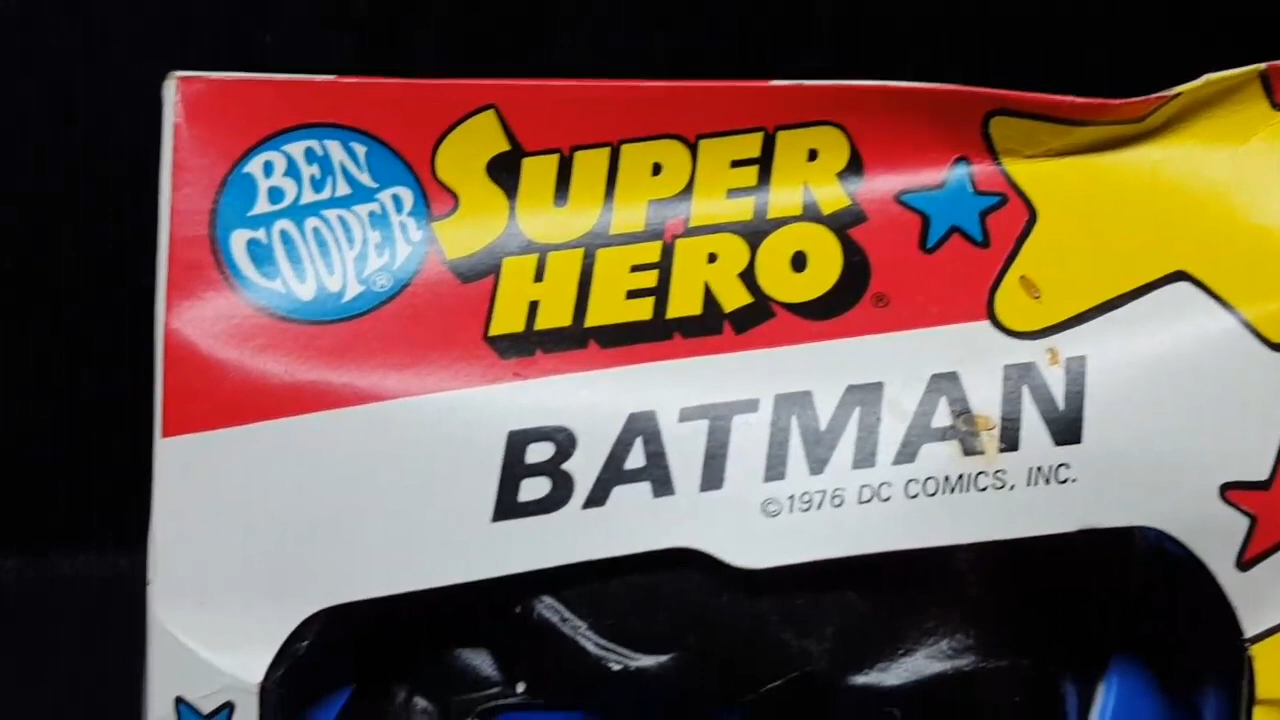 BEN
COOPER®
SUPER
HERO®
BATMAN
©1976 DC COMICS, INC.